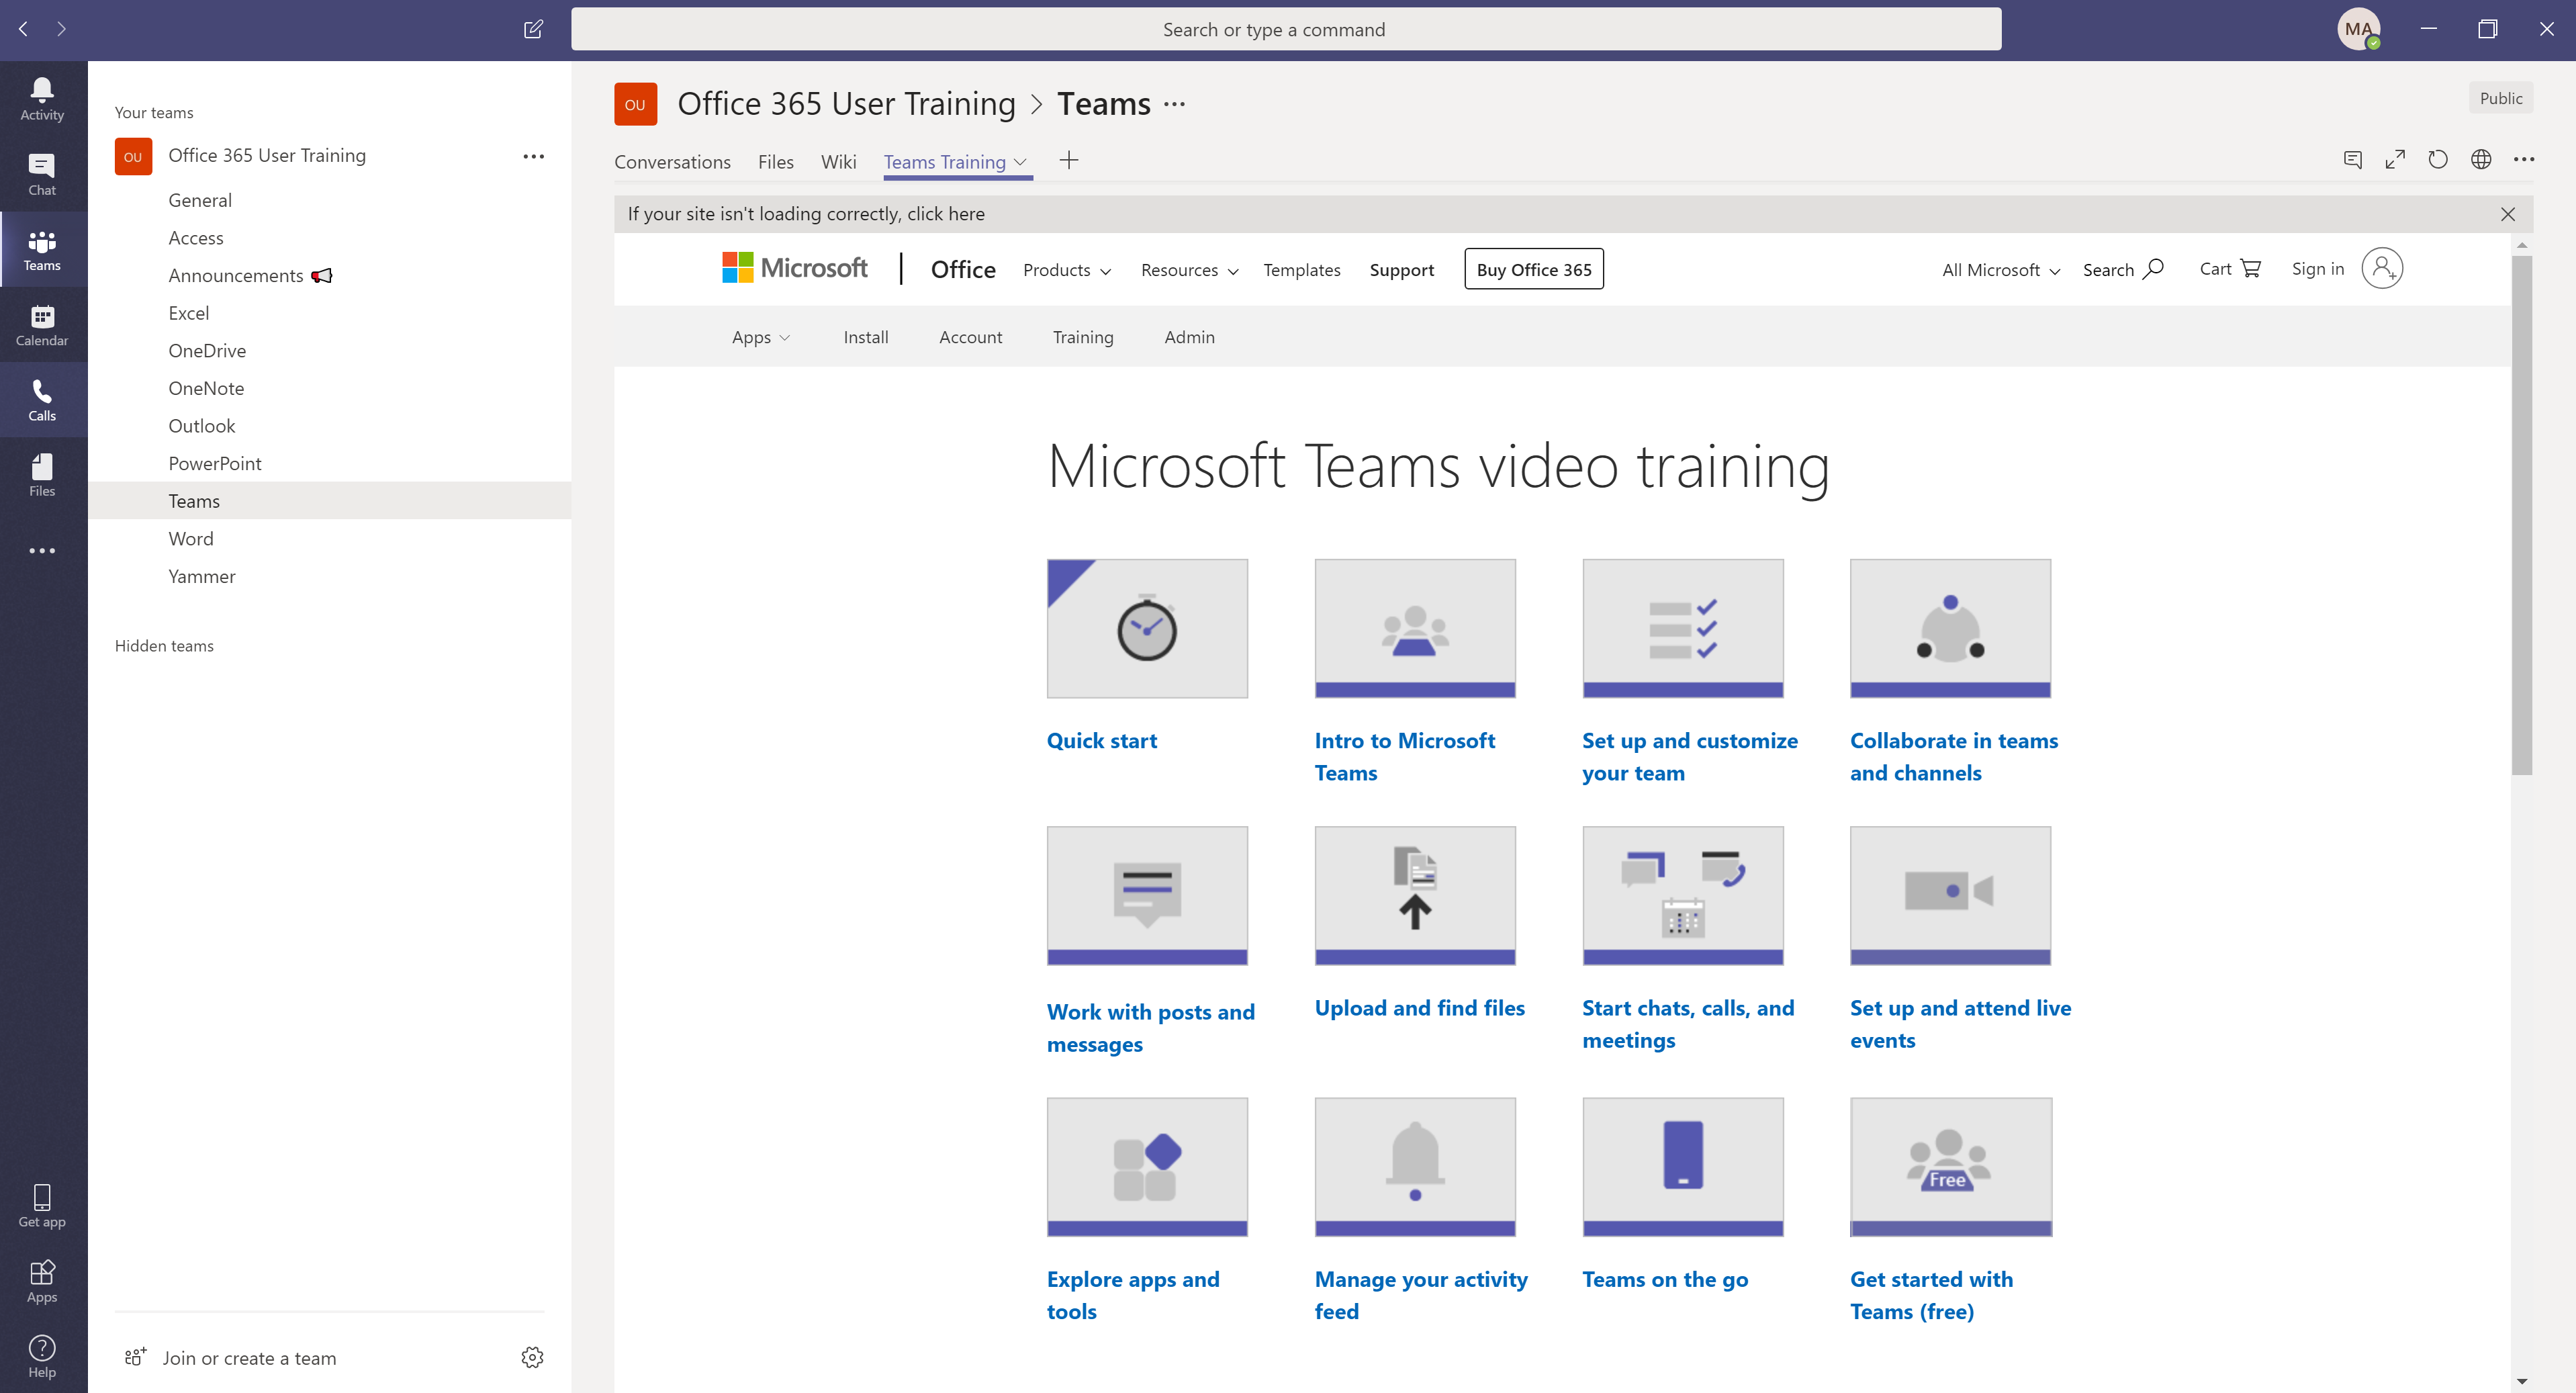 Search or type a command
MA
Activity
Chat
Teams
Calendar
Calls
Files
Get app
Apps
Help
Your teams
OU Office 365 User Training
General
Access
Announcements
Excel
OneDrive
OneNote
Outlook
PowerPoint
Teams
Word
Yammer
Hidden teams
Join or create a team
OU Office 365 User Training > Teams
Public
Conversations Files Wiki Teams Training
If your site isn't loading correctly, click here
Microsoft Office Products Resources Templates Support Buy Office 365 All Microsoft Search Cart Sign in
Apps Install Account Training Admin
Microsoft Teams video training
Quick start
Intro to Microsoft
Teams
Set up and customize
your team
Collaborate in teams
and channels
Work with posts and
messages
Upload and find files
Start chats, calls, and
meetings
Set up and attend live
events
Explore apps and
tools
Manage your activity
feed
Teams on the go
Free
Get started with
Teams (free)